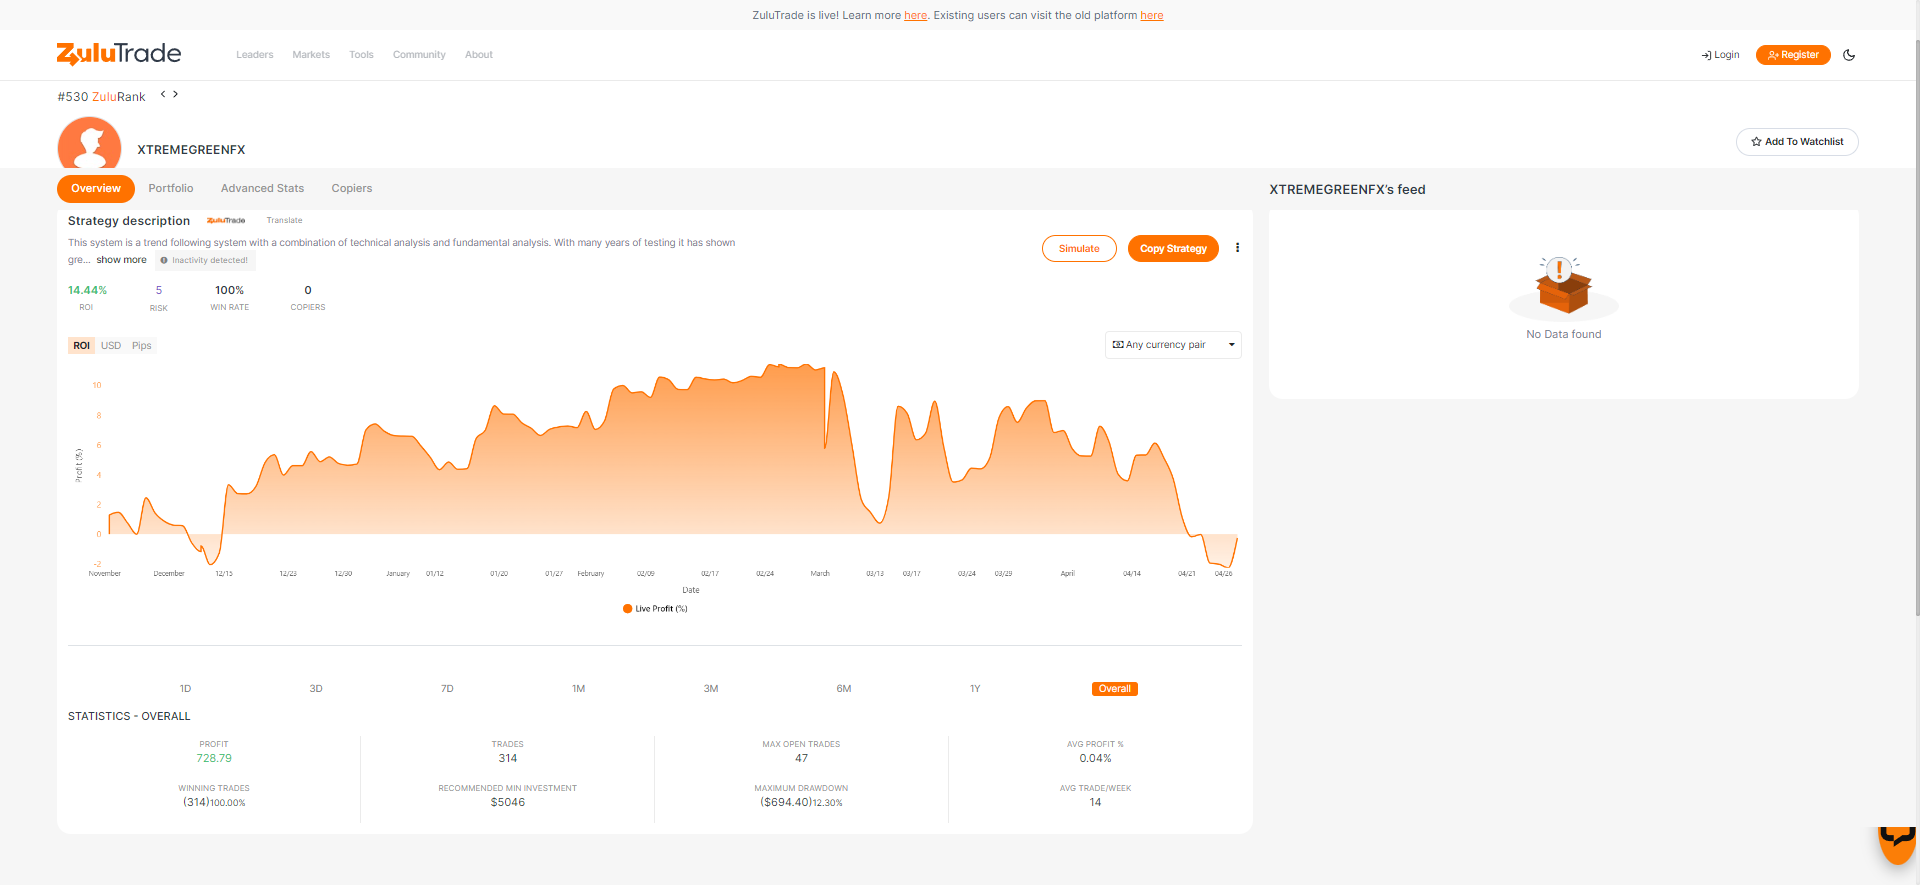 ZuluTrade is live! Learn more here. Existing users can visit the old platform here
ZuluTrade
Leaders Markets Tools Community About
Login Register
#530 ZuluRank
XTREMEGREENFX
Add To Watchlist
Overview Portfolio Advanced Stats Copiers
XTREMEGREENFX's feed
Strategy description ZuluTrade Translate
This system is a trend following system with a combination of technical analysis and fundamental analysis. With many years of testing it has shown
gre... show more Inactivity detected!
Simulate Copy Strategy
14.44% 5 100% 0
ROI RISK WIN RATE COPIERS
No Data found
ROI USD Pips
Any currency pair
10
8
6
4
2
0
-2
Profit (%)
November December 12/15 12/23 12/30 January 01/12 01/20 01/27 February 02/09 02/17 02/24 March 03/13 03/17 03/24 03/29 April 04/14 04/21 04/26
Date
Live Profit (%)
1D 3D 7D 1M 3M 6M 1Y Overall
STATISTICS - OVERALL
PROFIT TRADES MAX OPEN TRADES AVG PROFIT %
728.79 314 47 0.04%
WINNING TRADES RECOMMENDED MIN INVESTMENT MAXIMUM DRAWDOWN AVG TRADE/WEEK
(314)100.00% $5046 ($694.40)12.30% 14